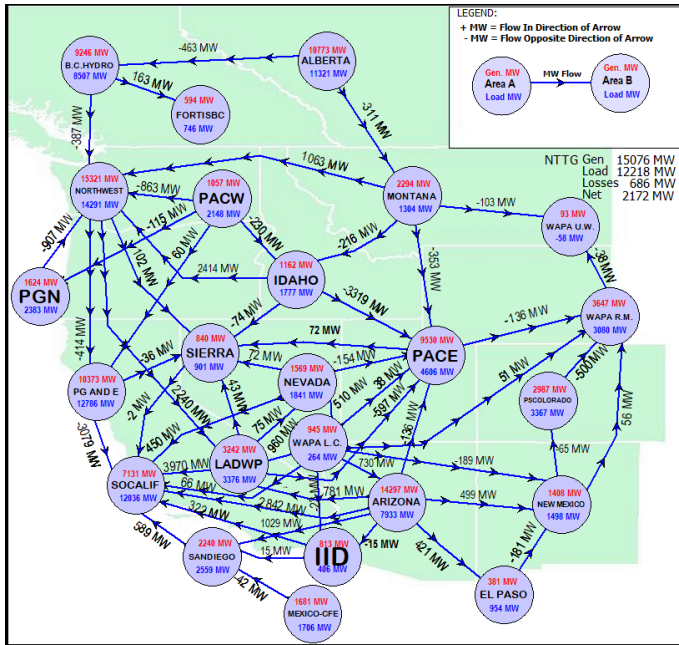 LEGEND:
+ MW = Flow In Direction of Arrow
- MW = Flow Opposite Direction of Arrow
Gen. MW
Area A
Load MW
MW Flow
Gen. MW
Area B
Load MW
NTTG Gen 15076 MW
Load 12218 MW
Losses 686 MW
Net 2172 MW
9246 MW
B.C.HYDRO
8507 MW
-463 MW
10773 MW
ALBERTA
11321 MW
163 MW
594 MW
FORTISBC
746 MW
-387 MW
-311 MW
1063 MW
15321 MW
NORTHWEST
14291 MW
-863 MW
1057 MW
PACW
2148 MW
2294 MW
MONTANA
1304 MW
-103 MW
93 MW
WAPA U.W.
-58 MW
-115 MW
-230 MW
-216 MW
-907 MW
102 MW
60 MW
2414 MW
1162 MW
IDAHO
1777 MW
-353 MW
-38 MW
1624 MW
PGN
2383 MW
-3319 MW
-74 MW
-136 MW
3647 MW
WAPA R.M.
3080 MW
-414 MW
840 MW
SIERRA
901 MW
72 MW
72 MW
-154 MW
9530 MW
PACE
4606 MW
-36 MW
1569 MW
NEVADA
1841 MW
510 MW
38 MW
-597 MW
51 MW
-500 MW
10373 MW
PG AND E
12786 MW
2987 MW
PSCOLORADO
3367 MW
56 MW
-2 MW
2240 MW
43 MW
75 MW
-136 MW
-3079 MW
450 MW
960 MW
945 MW
WAPA L.C.
264 MW
-65 MW
3242 MW
LADWP
3376 MW
730 MW
-189 MW
7131 MW
SOCALIF
12036 MW
3970 MW
66 MW
781 MW
14297 MW
ARIZONA
7933 MW
499 MW
1408 MW
NEW MEXICO
1498 MW
322 MW
2,842 MW
1029 MW
589 MW
2240 MW
SANDIEGO
2559 MW
15 MW
813 MW
IID
406 MW
-15 MW
421 MW
-181 MW
42 MW
381 MW
EL PASO
954 MW
1681 MW
MEXICO-CFE
1706 MW